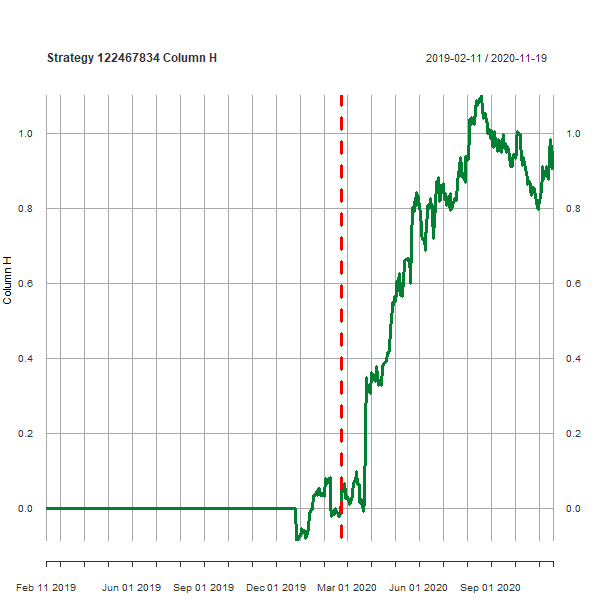 Strategy 122467834 Column H
2019-02-11 / 2020-11-19
Column H
1.0
0.8
0.6
0.4
0.2
0.0
1.0
0.8
0.6
0.4
0.2
0.0
Feb 11 2019
Jun 01 2019
Sep 01 2019
Dec 01 2019
Mar 01 2020
Jun 01 2020
Sep 01 2020